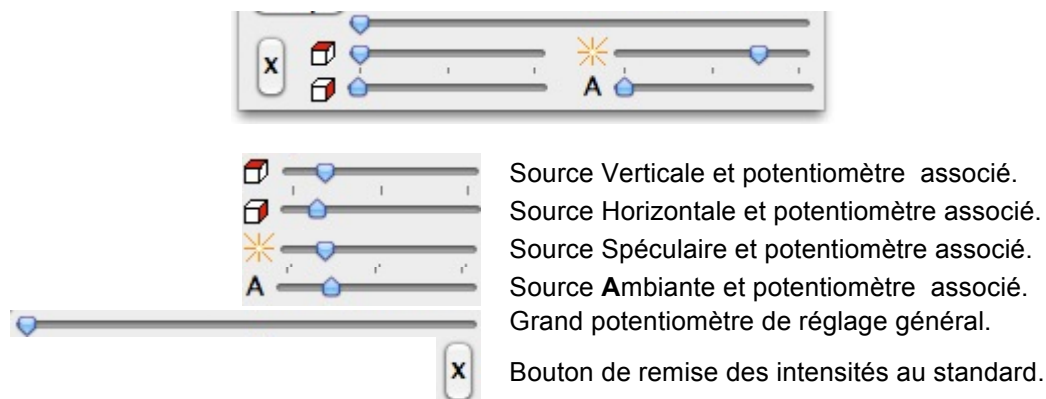 X
A
Source Verticale et potentiomètre associé.
Source Horizontale et potentiomètre associé.
Source Spéculaire et potentiomètre associé.
A
Source Ambiante et potentiomètre associé.
Grand potentiomètre de réglage général.
X
Bouton de remise des intensités au standard.